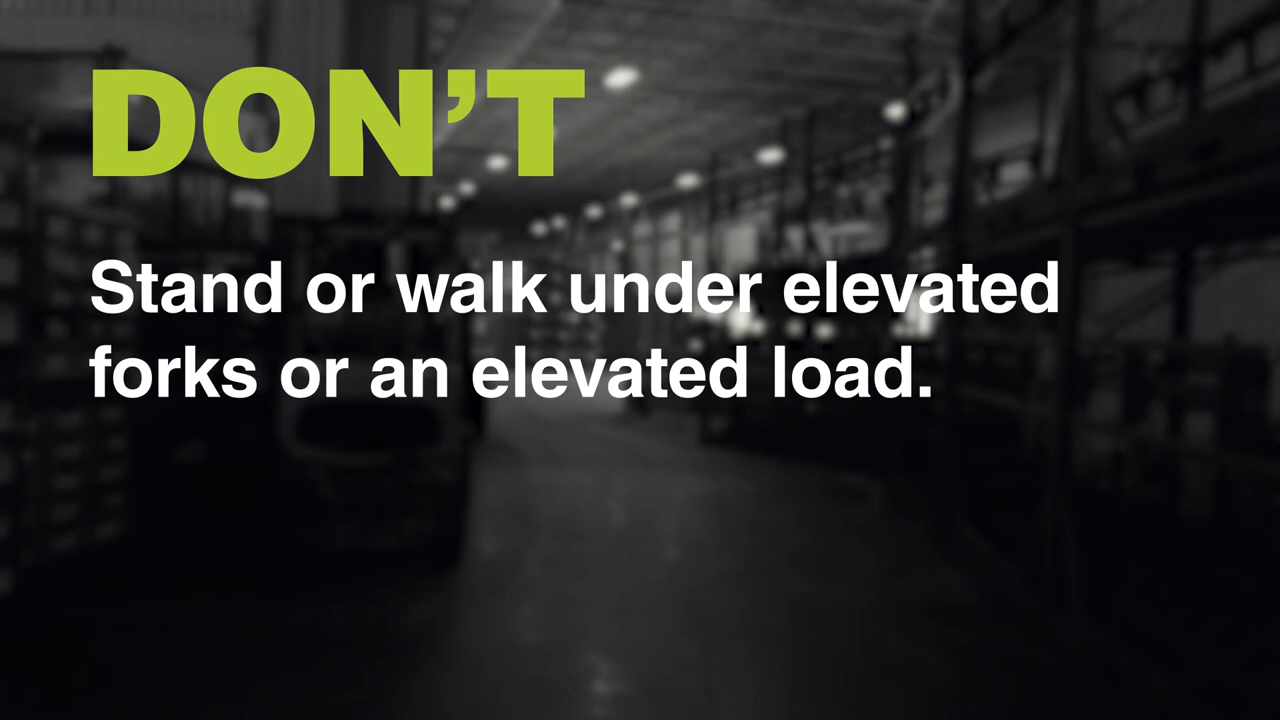 DON’T
Stand or walk under elevated
forks or an elevated load.